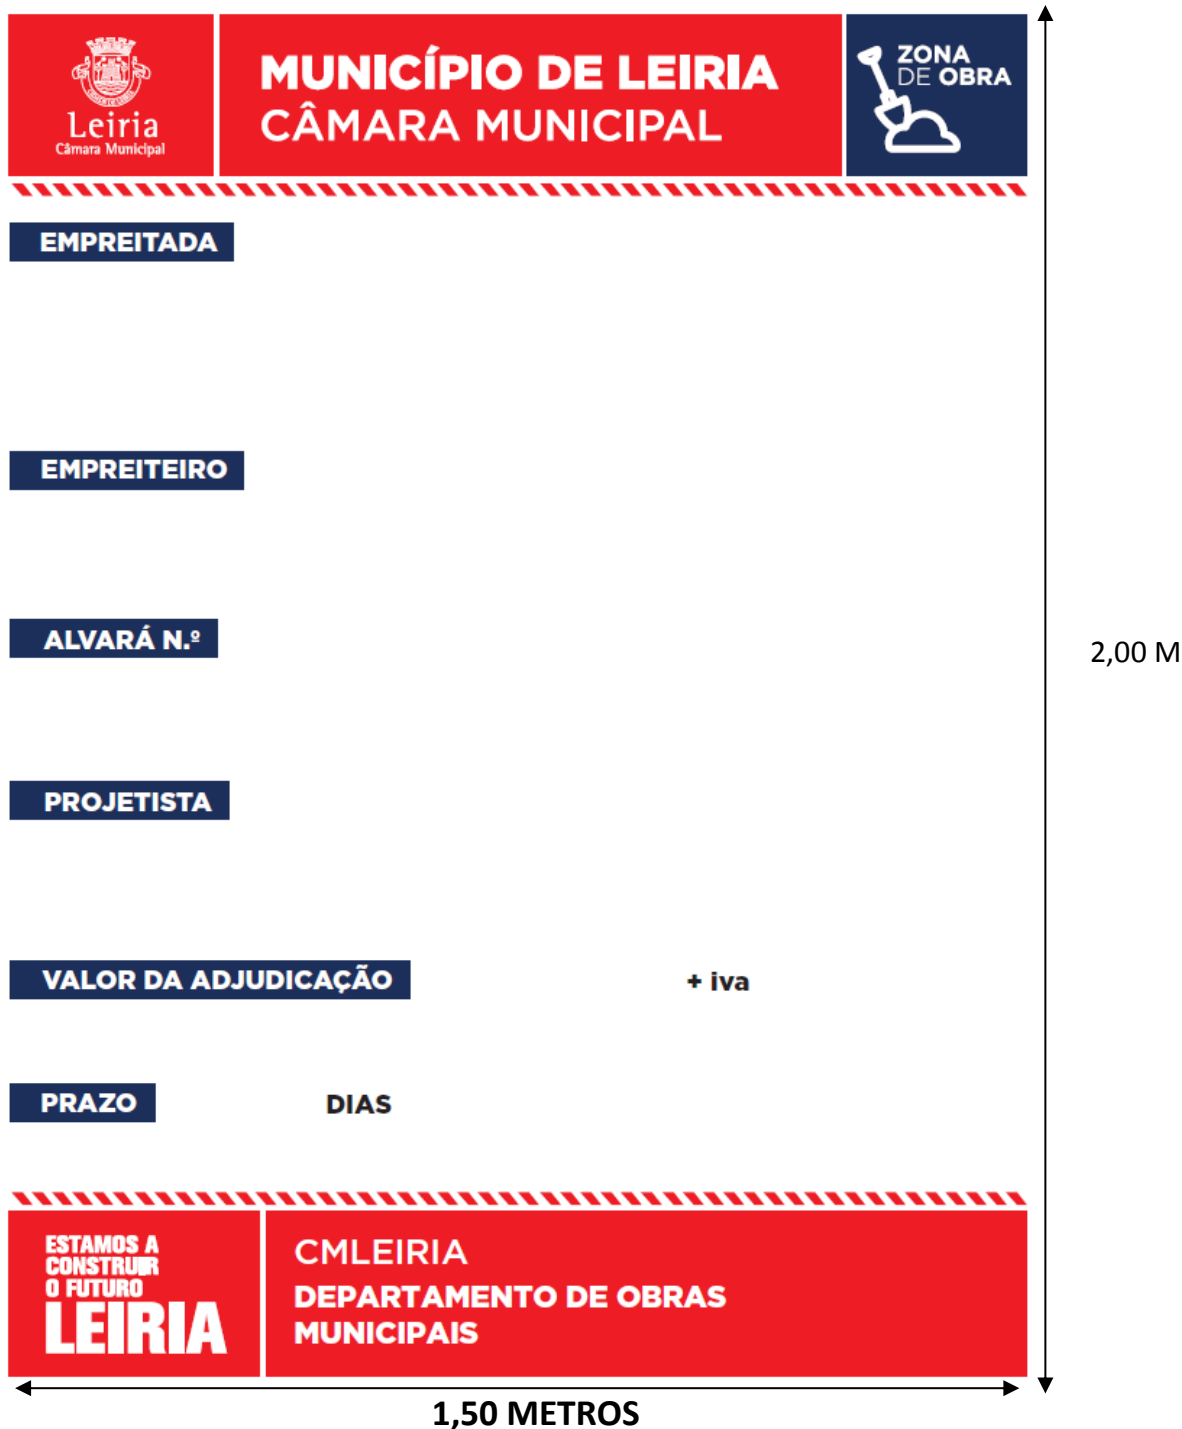 Leiria
Câmara Municipal
MUNICÍPIO DE LEIRIA
CÂMARA MUNICIPAL
ZONA
DE OBRA
EMPREITADA
EMPREITEIRO
ALVARÁ N.º
2,00 M
PROJETISTA
VALOR DA ADJUDICAÇÃO + iva
PRAZO DIAS
ESTAMOS A
CONSTRUIR
O FUTURO
LEIRIA
CMLEIRIA
DEPARTAMENTO DE OBRAS
MUNICIPAIS
1,50 METROS